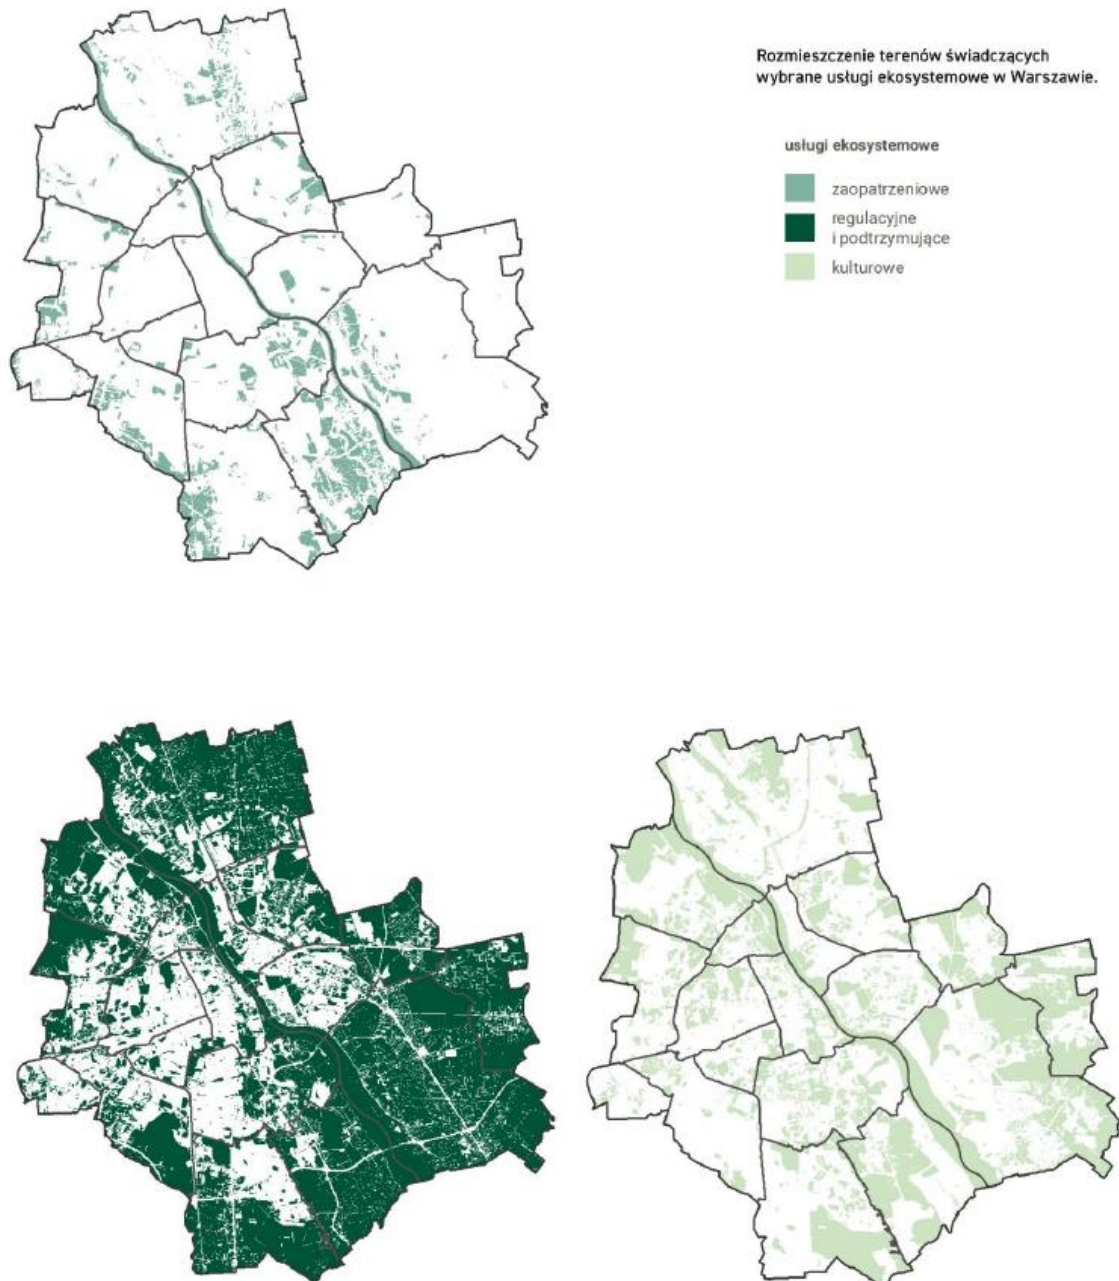 Rozmieszczenie terenów świadczących
wybrane usługi ekosystemowe w Warszawie.
usługi ekosystemowe
zaopatrzeniowe
regulacyjne
i podtrzymujące
kulturowe